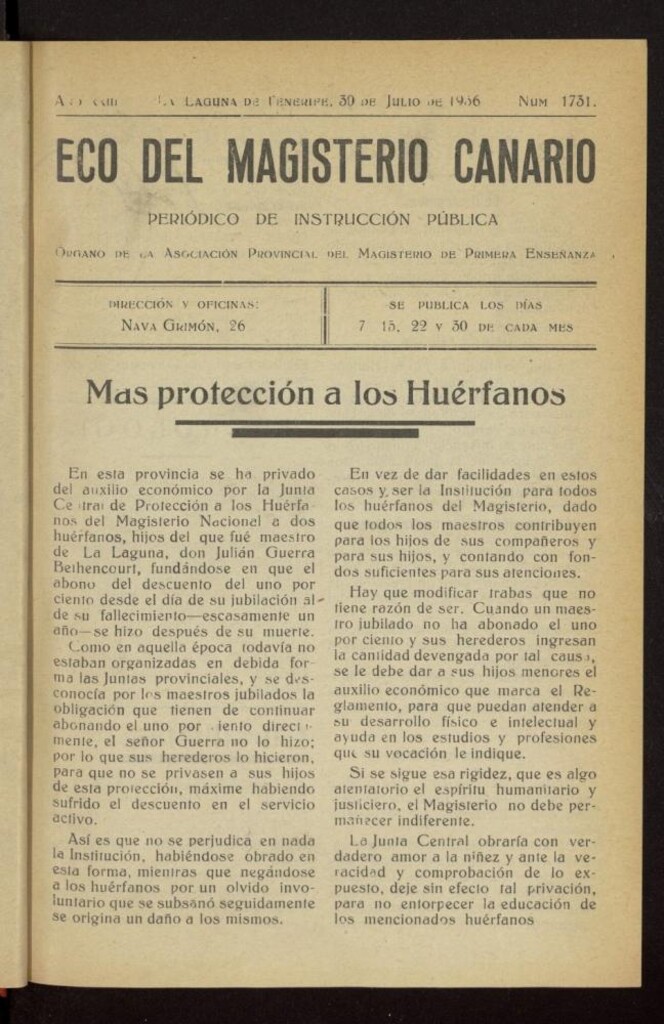 LAGUNA DE TENERIFE, 30 DE JULIO DE 1936 NUM 1731.
ECO DEL MAGISTERIO CANARIO
PERIÓDICO DE INSTRUCCIÓN PÚBLICA
ORGANO DE LA ASOCIACIÓN PROVINCIAL DEL MAGISTERIO DE PRIMERA ENSEÑANZA
DIRECCIÓN Y OFICINAS:
NAVA GRIMÓN, 26
SE PUBLICA LOS DÍAS
7 15, 22 Y 30 DE CADA MES
Mas protección a los Huérfanos
En esta provincia se ha privado
del auxilio económico por la Junta
Central de Protección a los Huérfa-
nos del Magisterio Nacional a dos
huérfanos, hijos del que fué maestro
de La Laguna, don Julián Guerra
Bethencourt, fundándose en que el
abono del descuento del uno por
ciento desde el día de su jubilación al
de su fallecimiento—escasamente un
año—se hizo después de su muerte.
Como en aquella época todavía no
estaban organizadas en debida for-
ma las Juntas provinciales, y se des-
conocía por los maestros jubilados la
obligación que tienen de continuar
abonando el uno por ciento directa-
mente, el señor Guerra no lo hizo;
por lo que sus herederos lo hicieron,
para que no se privasen a sus hijos
de esta protección, máxime habiendo
sufrido el descuento en el servicio
activo.
Así es que no se perjudica en nada
la Institución, habiéndose obrado en
esta forma, mientras que negándose
a los huérfanos por un olvido invo-
luntario que se subsanó seguidamente
se origina un daño a los mismos.
En vez de dar facilidades en estos
casos y, ser la Institución para todos
los huérfanos del Magisterio, dado
que todos los maestros contribuyen
para los hijos de sus compañeros y
para sus hijos, y contando con fon-
dos suficientes para sus atenciones.
Hay que modificar trabas que no
tiene razón de ser. Cuando un maes-
tro jubilado no ha abonado el uno
por ciento y sus herederos ingresan
la cantidad devengada por tal causa,
se le debe dar a sus hijos menores el
auxilio económico que marca el Re-
glamento, para que puedan atender a
su desarrollo físico e intelectual y
ayuda en los estudios y profesiones
que su vocación le indique.
Si se sigue esa rigidez, que es algo
atentatorio el espíritu humanitario y
justiciero, el Magisterio no debe per-
manecer indiferente.
La Junta Central obraría con ver-
dadero amor a la niñez y ante la ve-
racidad y comprobación de lo ex-
puesto, deje sin efecto tal privación,
para no entorpecer la educación de
los mencionados huérfanos